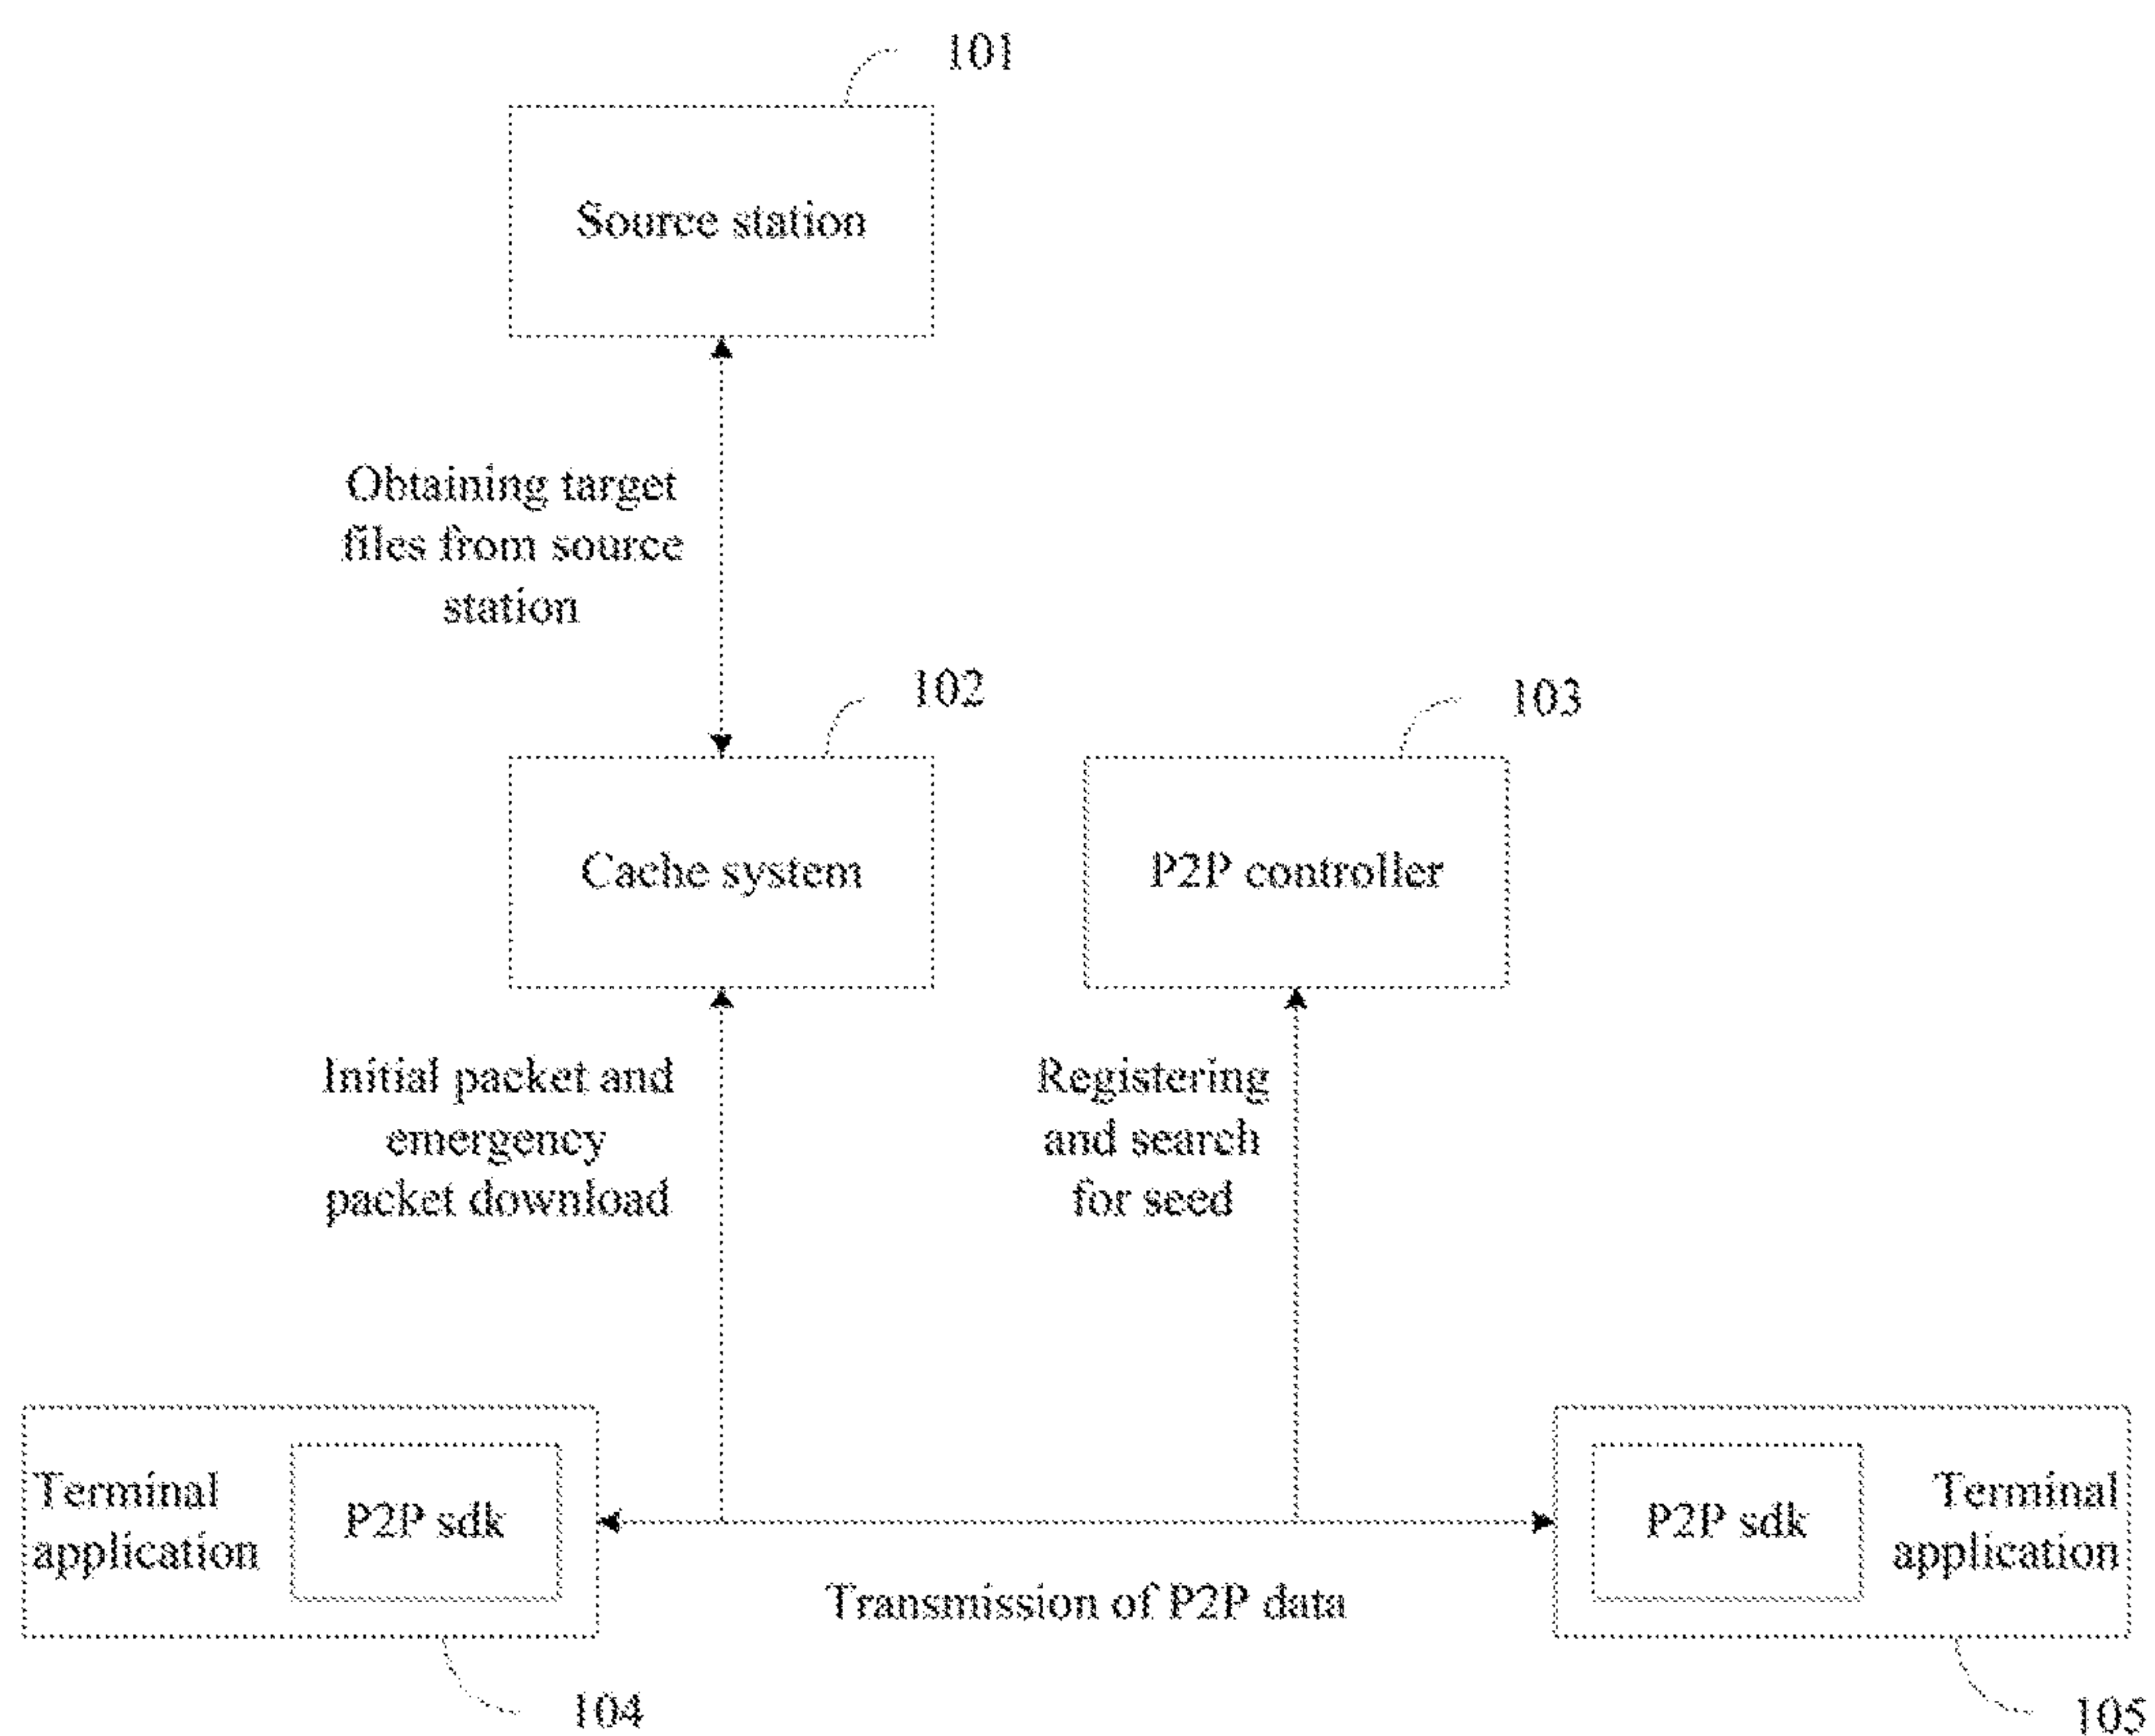 101
Source station
Obtaining target
files from source
station
102
103
Cache system
P2P controller
Initial packet and
emergency
packet download
Registering
and search
for seed
Terminal
application
P2P sdk
P2P sdk
Terminal
application
Transmission of P2P data
104
105